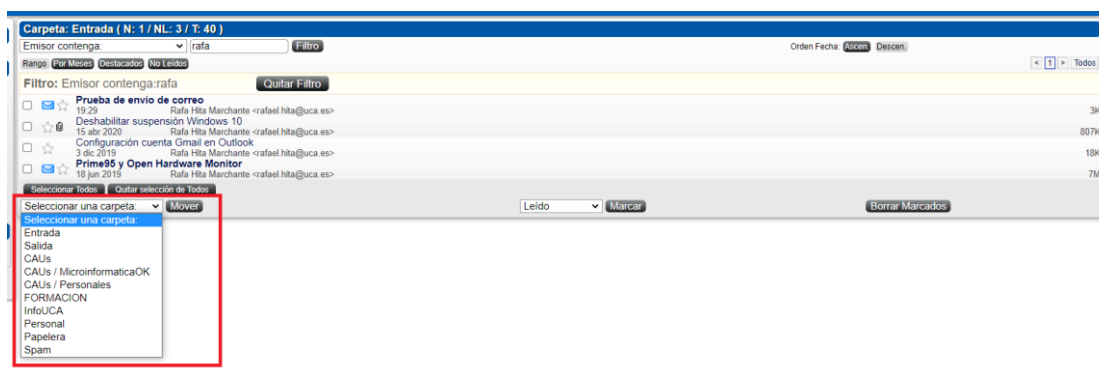 Carpeta: Entrada ( N: 1 / NL: 3 / T: 40 )
Emisor contenga: rafa Filtro Orden Fecha: Ascen. Descen.
Rango Por Meses Destacados No Leídos < 1 > Todos
Filtro: Emisor contenga:rafa Quitar Filtro
Prueba de envio de correo
19:29 Rafa Hita Marchante <rafael.hita@uca.es> 3K
Deshabilitar suspensión Windows 10
15 abr 2020 Rafa Hita Marchante <rafael.hita@uca.es> 807K
Configuración cuenta Gmail en Outlook
3 dic 2019 Rafa Hita Marchante <rafael.hita@uca.es> 18K
Prime95 y Open Hardware Monitor
18 jun 2019 Rafa Hita Marchante <rafael.hita@uca.es> 7M
Seleccionar Todos Quitar selección de Todos
Seleccionar una carpeta: Mover Leído Marcar Borrar Marcados
Seleccionar una carpeta:
Entrada
Salida
CAUs
CAUs / MicroinformaticaOK
CAUs / Personales
FORMACION
InfoUCA
Personal
Papelera
Spam